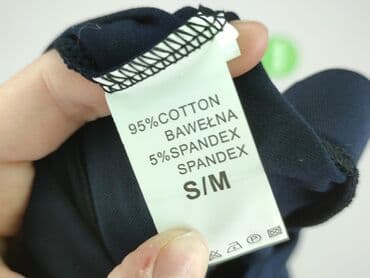 95%COTTON
BAWEŁNA
5%SPANDEX
SPANDEX
S/M